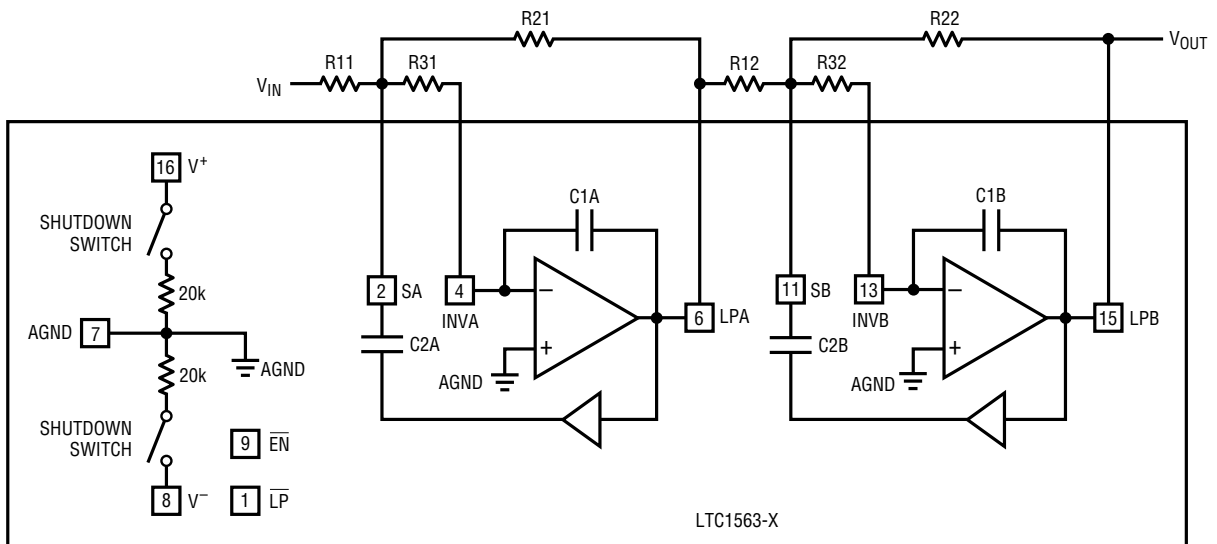 R21
R22
VOUT
R11
R31
R12
R32
VIN
16
V+
SHUTDOWN
SWITCH
20k
AGND
7
AGND
20k
SHUTDOWN
SWITCH
9
EN
8
V−
1
LP
C1A
2
SA
4
INVA
−
+
AGND
6
LPA
C2A
C1B
11
SB
13
INVB
−
+
AGND
15
LPB
C2B
LTC1563-X